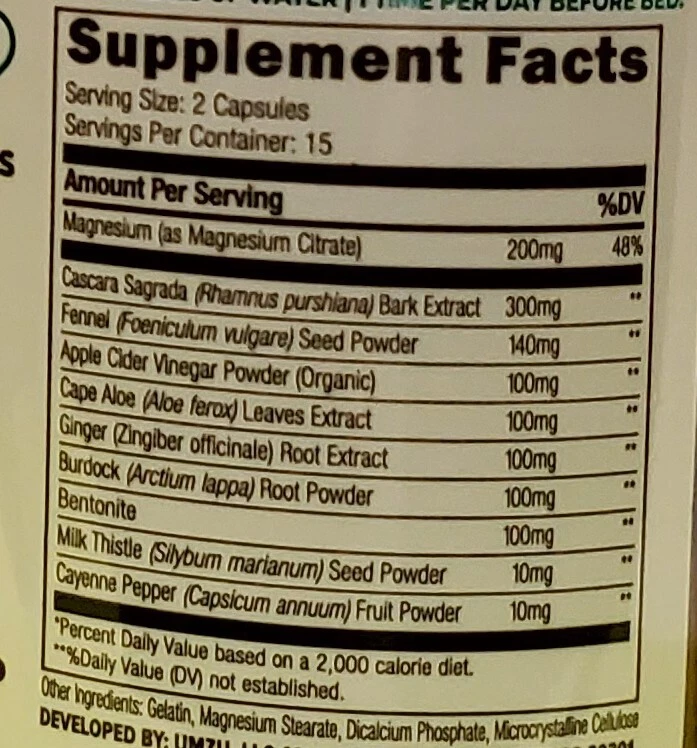 PER DAY BEFORE BED.
Supplement Facts
Serving Size: 2 Capsules
Servings Per Container: 15
Amount Per Serving %DV
Magnesium (as Magnesium Citrate) 200mg 48%
Cascara Sagrada (Rhamnus purshiana) Bark Extract 300mg **
Fennel (Foeniculum vulgare) Seed Powder 140mg **
Apple Cider Vinegar Powder (Organic) 100mg **
Cape Aloe (Aloe ferox) Leaves Extract 100mg **
Ginger (Zingiber officinale) Root Extract 100mg **
Burdock (Arctium lappa) Root Powder 100mg **
Bentonite 100mg **
Milk Thistle (Silybum marianum) Seed Powder 10mg **
Cayenne Pepper (Capsicum annuum) Fruit Powder 10mg **
*Percent Daily Value based on a 2,000 calorie diet.
**%Daily Value (DV) not established.
Other Ingredients: Gelatin, Magnesium Stearate, Dicalcium Phosphate, Microcrystalline Cellulose
DEVELOPED BY: UMZU